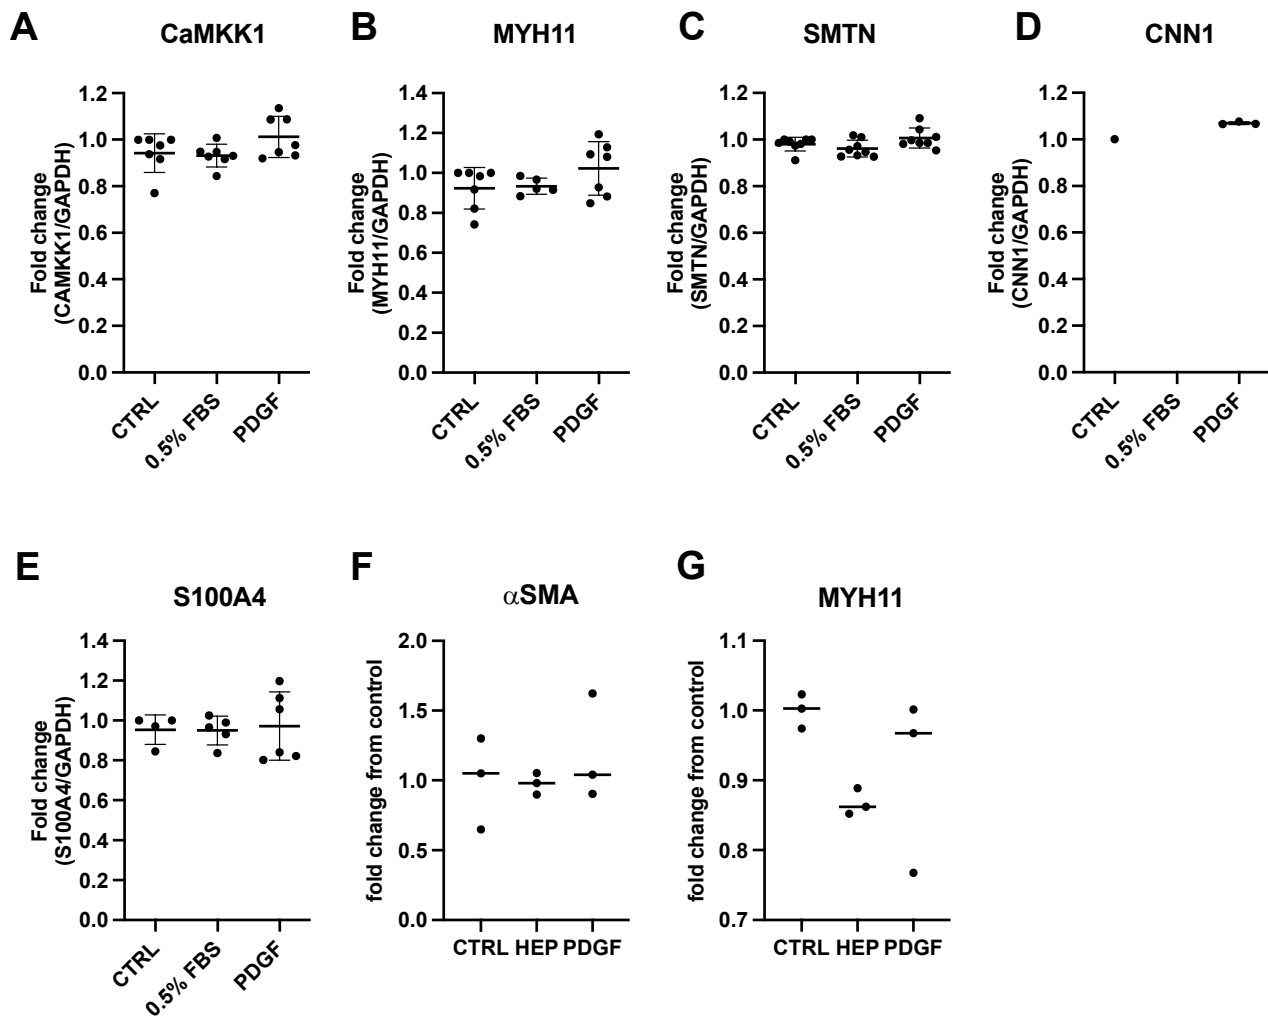 A
CaMKK1
Fold change
(CAMKK1/GAPDH)
1.2
1.0
0.8
0.6
0.4
0.2
0.0
CTRL
0.5% FBS
PDGF
B
MYH11
Fold change
(MYH11/GAPDH)
1.4
1.2
1.0
0.8
0.6
0.4
0.2
0.0
CTRL
0.5% FBS
PDGF
C
SMTN
Fold change
(SMTN/GAPDH)
1.2
1.0
0.8
0.6
0.4
0.2
0.0
CTRL
0.5% FBS
PDGF
D
CNN1
Fold change
(CNN1/GAPDH)
1.2
1.0
0.8
0.6
0.4
0.2
0.0
CTRL
0.5% FBS
PDGF
E
S100A4
Fold change
(S100A4/GAPDH)
1.4
1.2
1.0
0.8
0.6
0.4
0.2
0.0
CTRL
0.5% FBS
PDGF
F
αSMA
fold change from control
2.0
1.5
1.0
0.5
0.0
CTRL HEP PDGF
G
MYH11
fold change from control
1.1
1.0
0.9
0.8
0.7
CTRL HEP PDGF